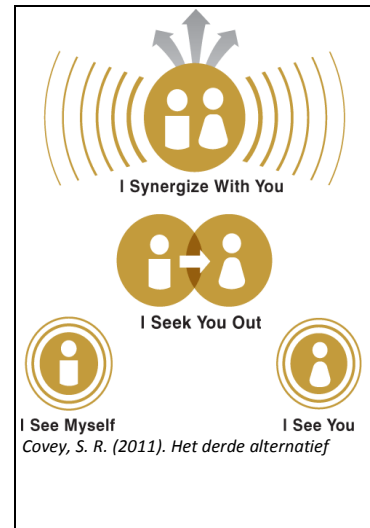 I Synergize With You
I Seek You Out
I See Myself I See You
Covey, S. R. (2011). Het derde alternatief